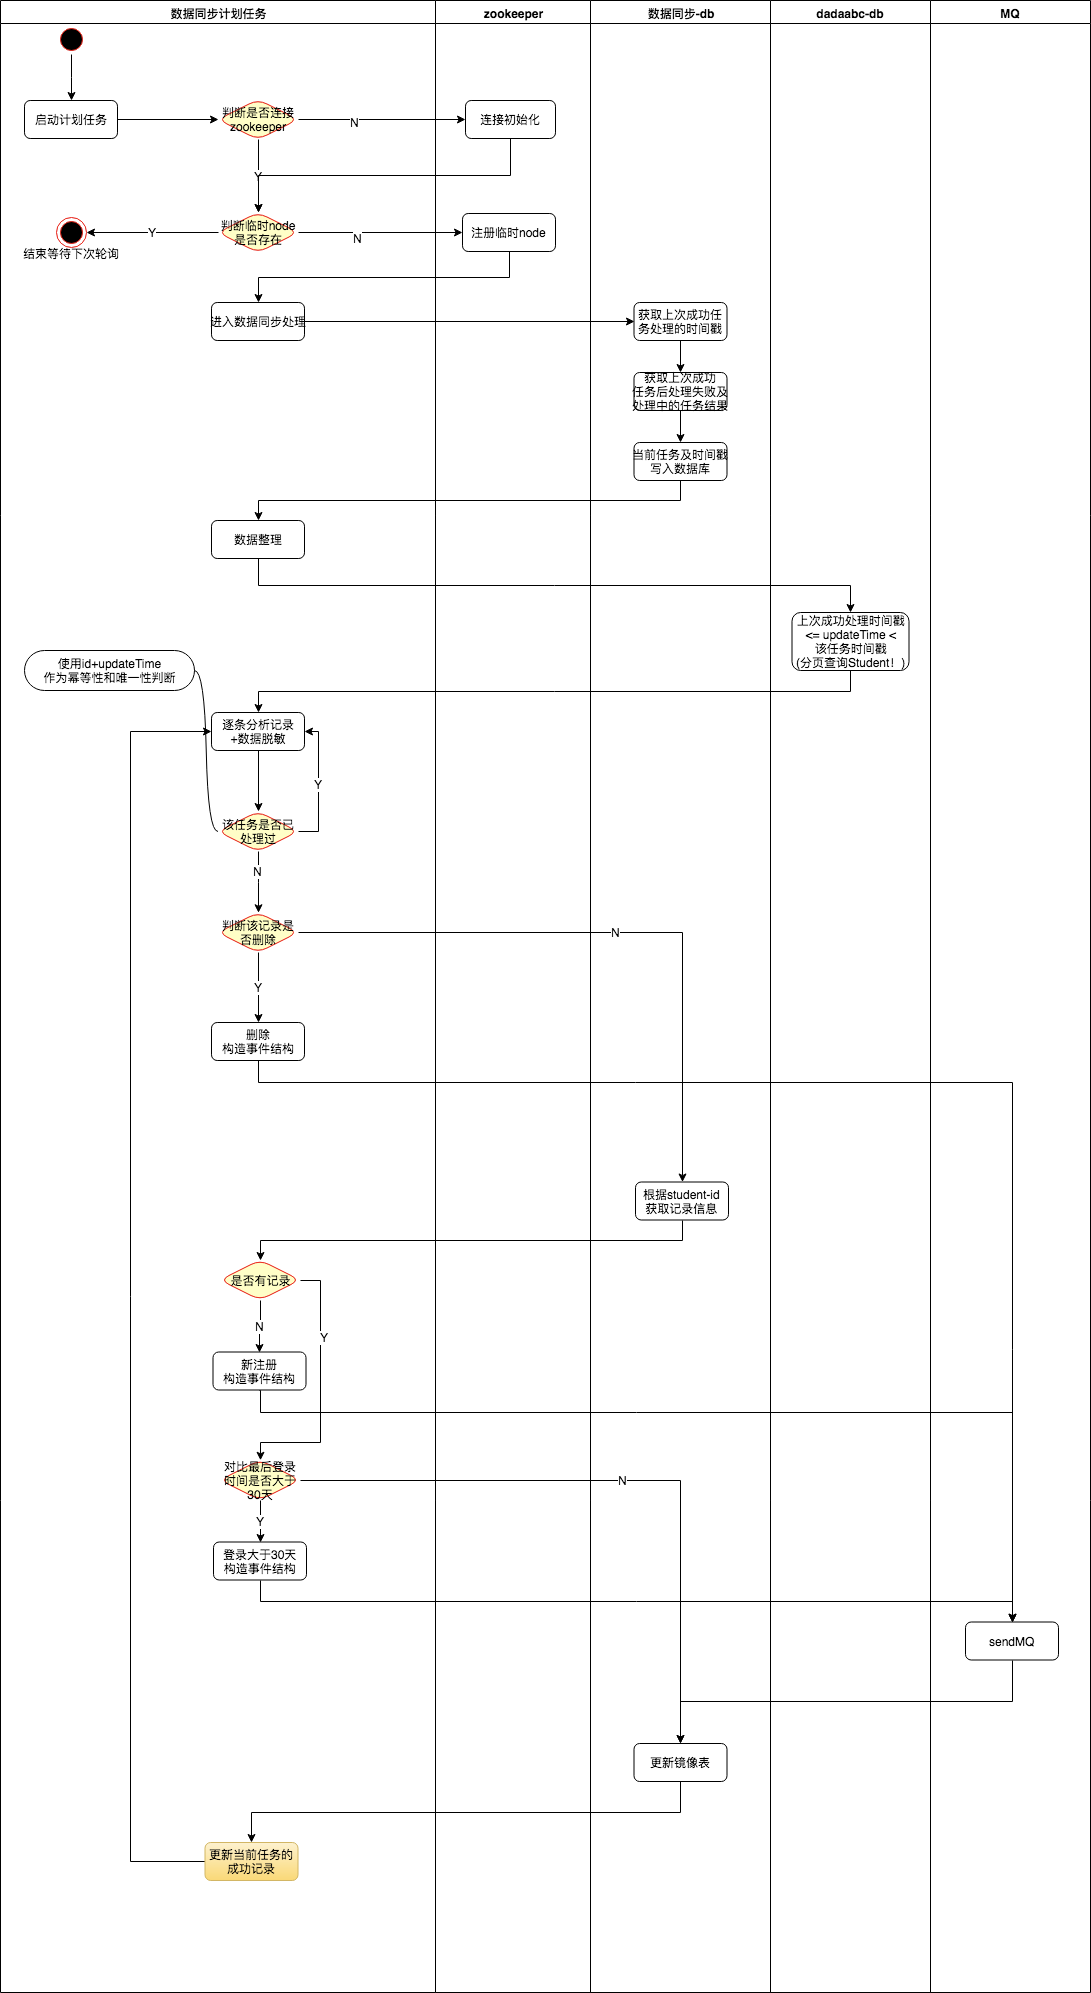 数据同步计划任务
zookeeper
数据同步-db
dadaabc-db
MQ
启动计划任务
判断是否连接
zookeeper
N
连接初始化
Y
判断临时node
是否存在
Y
N
注册临时node
结束等待下次轮询
进入数据同步处理
获取上次成功任
务处理的时间戳
获取上次成功
任务后处理失败及
处理中的任务结果
当前任务及时间戳
写入数据库
数据整理
上次成功处理时间戳
<= updateTime <
该任务时间戳
(分页查询Student！)
使用id+updateTime
作为幂等性和唯一性判断
逐条分析记录
+数据脱敏
Y
该任务是否已
处理过
N
判断该记录是
否删除
N
Y
删除
构造事件结构
根据student-id
获取记录信息
是否有记录
N
Y
新注册
构造事件结构
对比最后登录
时间是否大于
30天
N
Y
登录大于30天
构造事件结构
sendMQ
更新镜像表
更新当前任务的
成功记录